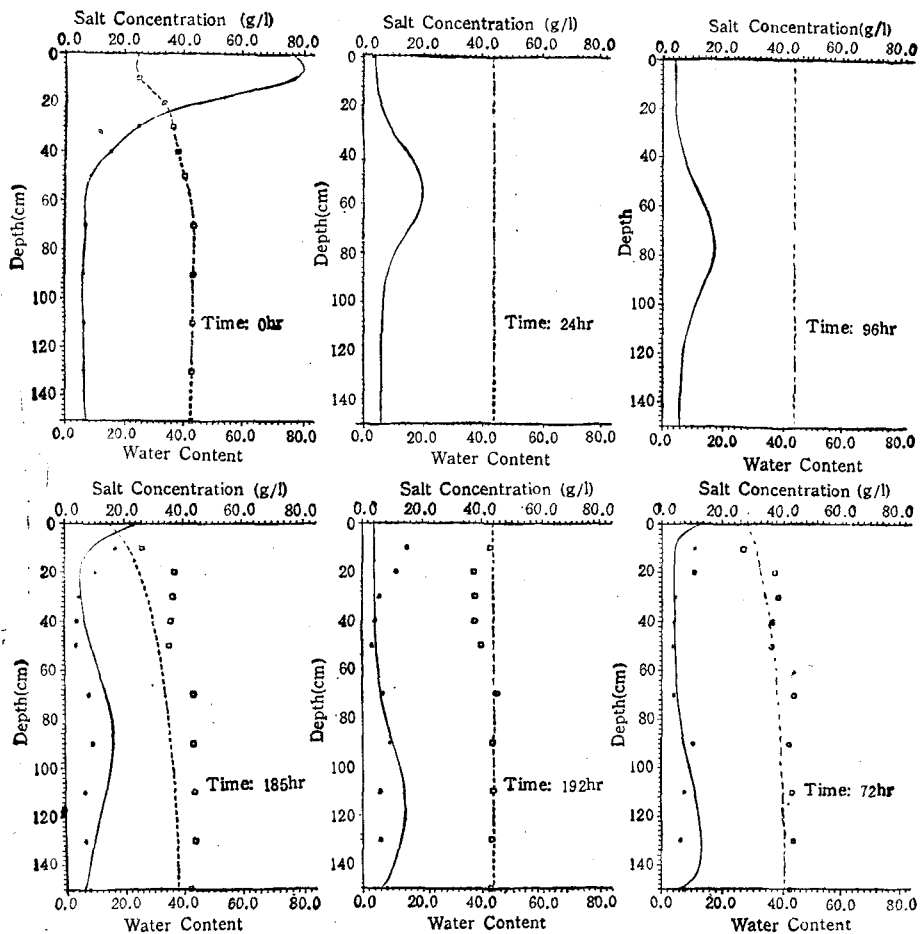 Salt Concentration (g/l)
0.0 20.0 40.0 60.0 80.0
0
20
40
60
80
100
120
140
Depth(cm)
Time: 0hr
0.0 20.0 40.0 60.0 80.0
Water Content
Salt Concentration (g/l)
0.0 20.0 40.0 60.0 80.0
0
20
40
60
80
100
120
140
Depth(cm)
Time: 24hr
0.0 20.0 40.0 60.0 80.0
Water Content
Salt Concentration(g/l)
0.0 20.0 40.0 60.0 80.0
0
20
40
60
80
100
120
140
Depth
Time: 96hr
0.0 20.0 40.0 60.0 80.0
Water Content
Salt Concentration (g/l)
0.0 20.0 40.0 60.0 80.0
0
20
40
60
80
100
120
140
Depth(cm)
Time: 185hr
0.0 20.0 40.0 60.0 80.0
Water Content
Salt Concentration (g/l)
0.0 20.0 40.0 60.0 80.0
0
20
40
60
80
100
120
140
Depth(cm)
Time: 192hr
0.0 20.0 40.0 60.0 80.0
Water Content
Salt Concentration (g/l)
0.0 20.0 40.0 60.0 80.0
0
20
40
60
80
100
120
140
Depth(cm)
Time: 72hr
0.0 20.0 40.0 60.0 80.0
Water Content